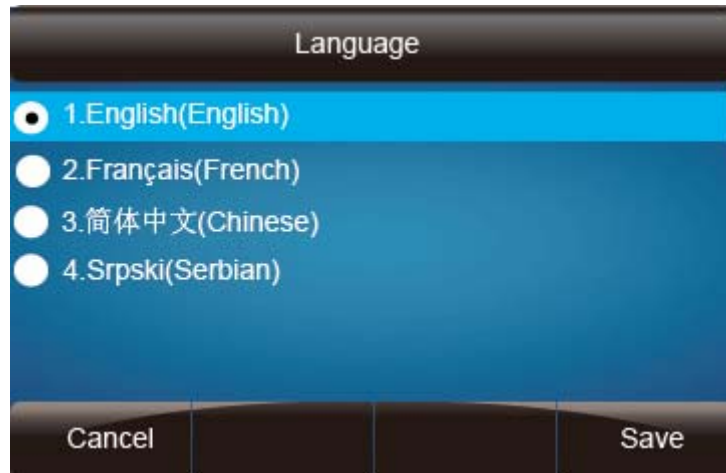 Language
1.English(English)
2.Français(French)
3.简体中文(Chinese)
4.Srpski(Serbian)
Cancel Save